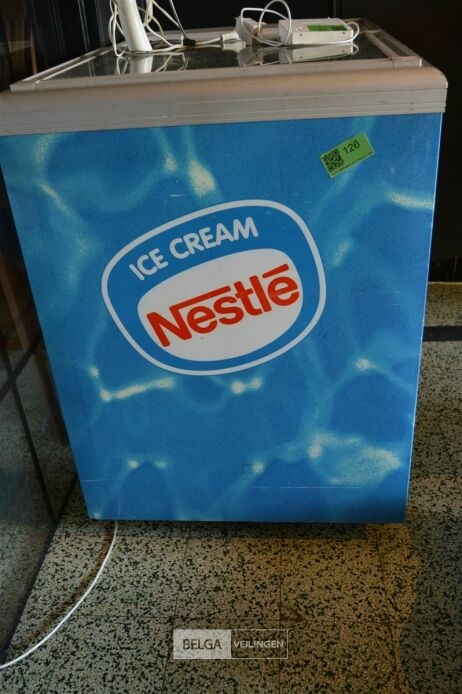 126
ICE CREAM
Nestlé
BELGA VEILINGEN